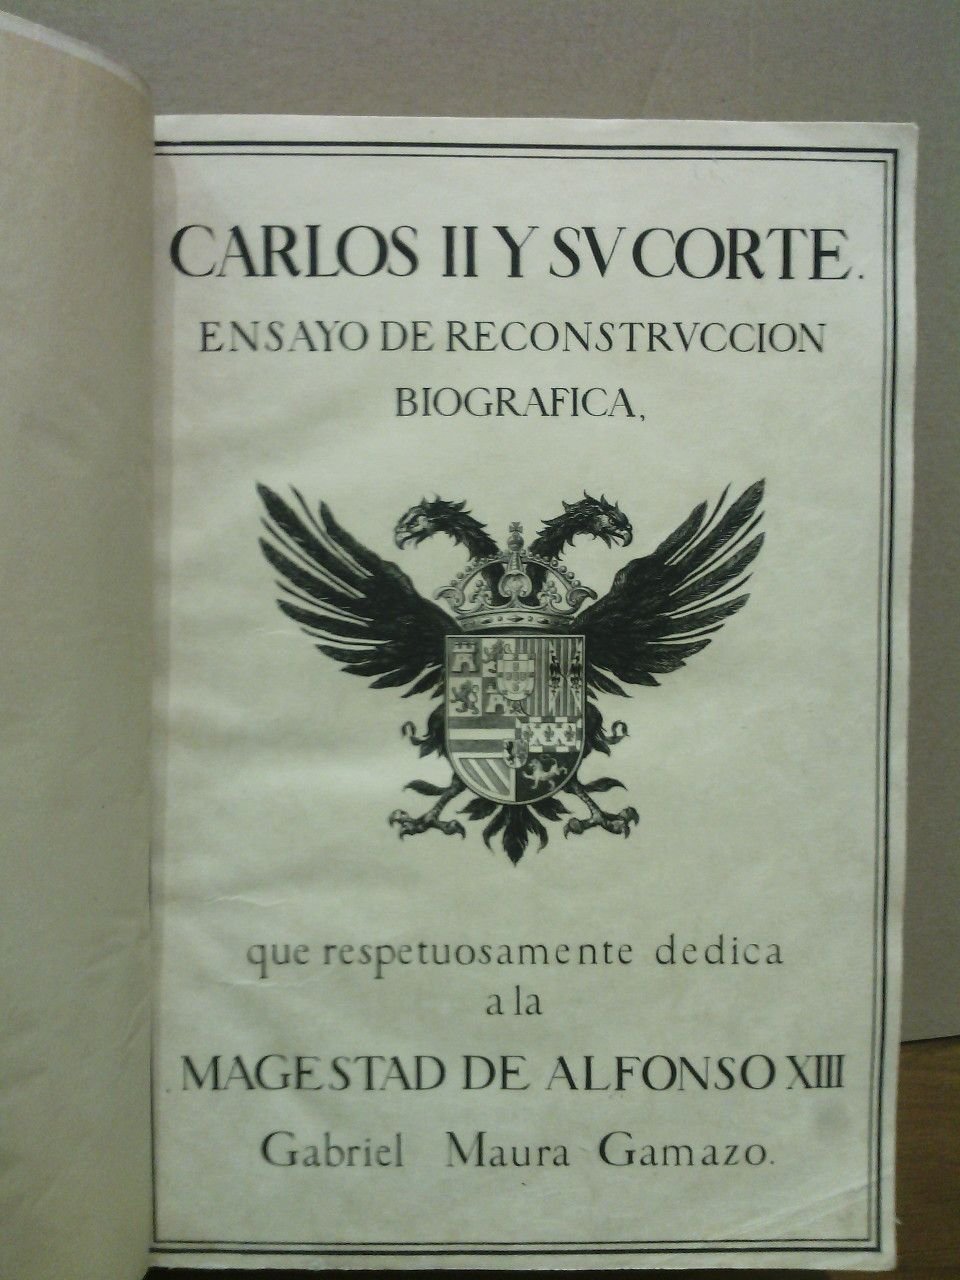 CARLOS II Y SV CORTE.
ENSAYO DE RECONSTRVCCION
BIOGRAFICA,
que respetuosamente dedica
a la
MAGESTAD DE ALFONSO XIII
Gabriel Maura Gamazo.